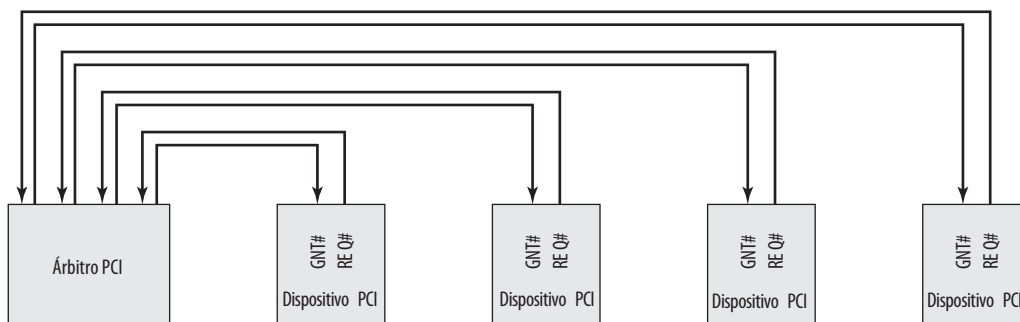 Árbitro PCI
GNT#
RE Q#
Dispositivo PCI
GNT#
RE Q#
Dispositivo PCI
GNT#
RE Q#
Dispositivo PCI
GNT#
RE Q#
Dispositivo PCI